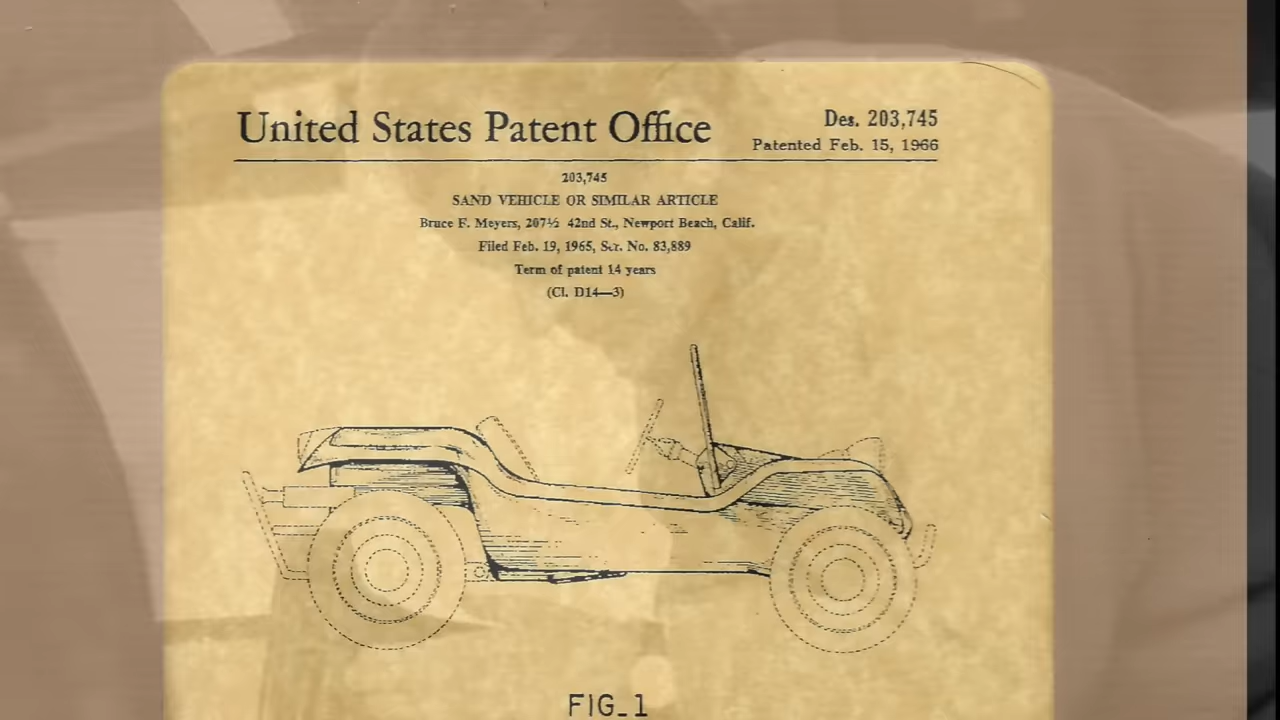 United States Patent Office
Des. 203,745
Patented Feb. 15, 1966
203,745
SAND VEHICLE OR SIMILAR ARTICLE
Bruce F. Meyers, 207½ 42nd St., Newport Beach, Calif.
Filed Feb. 19, 1965, Ser. No. 83,889
Term of patent 14 years
(Cl. D14—3)
FIG_1